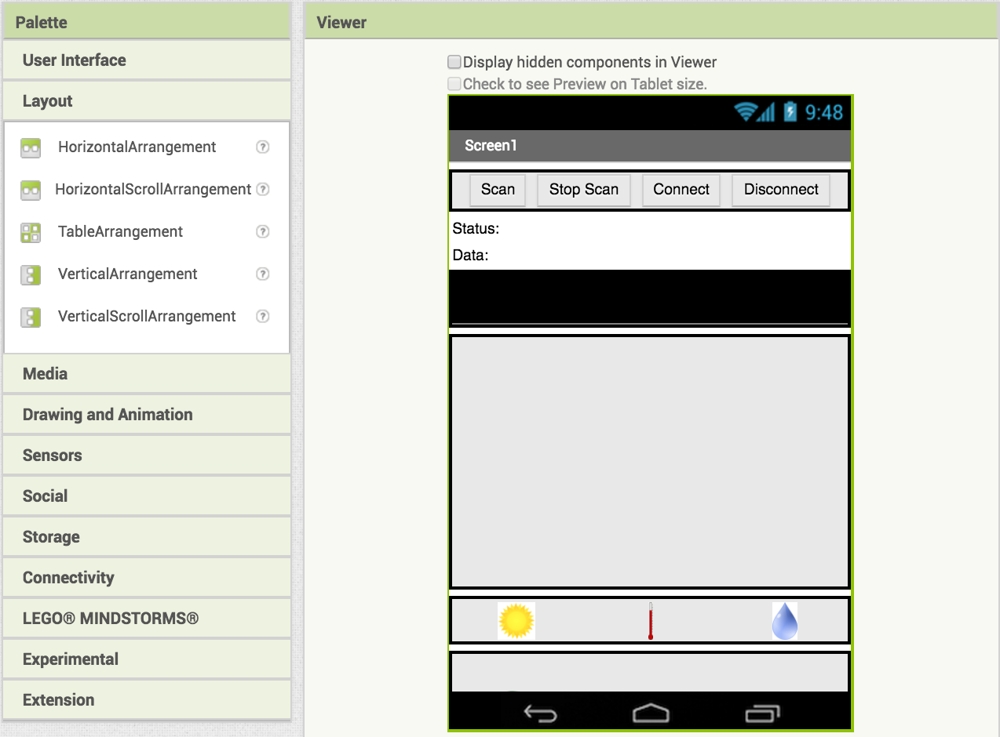 Palette
User Interface
Layout
HorizontalArrangement ?
HorizontalScrollArrangement ?
TableArrangement ?
VerticalArrangement ?
VerticalScrollArrangement ?
Media
Drawing and Animation
Sensors
Social
Storage
Connectivity
LEGO® MINDSTORMS®
Experimental
Extension
Viewer
Display hidden components in Viewer
Check to see Preview on Tablet size.
9:48
Screen1
Scan Stop Scan Connect Disconnect
Status:
Data: